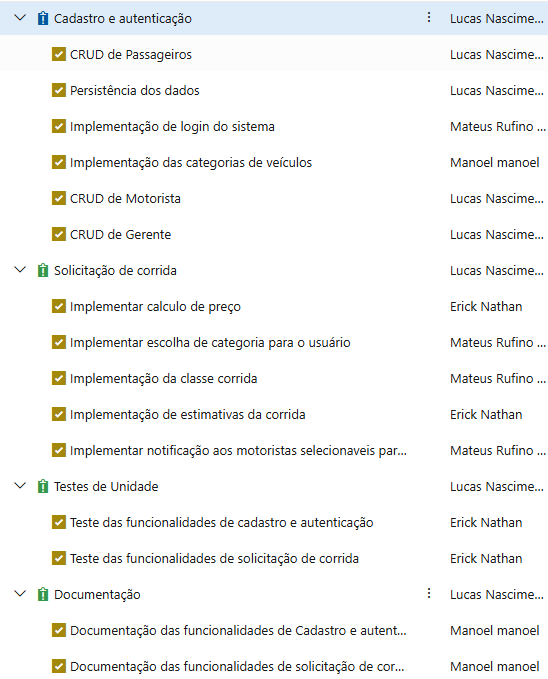 Cadastro e autenticação Lucas Nascime...
CRUD de Passageiros Lucas Nascime...
Persistência dos dados Lucas Nascime...
Implementação de login do sistema Mateus Rufino ...
Implementação das categorias de veículos Manoel manoel
CRUD de Motorista Lucas Nascime...
CRUD de Gerente Lucas Nascime...
Solicitação de corrida Lucas Nascime...
Implementar calculo de preço Erick Nathan
Implementar escolha de categoria para o usuário Mateus Rufino ...
Implementação da classe corrida Mateus Rufino ...
Implementação de estimativas da corrida Erick Nathan
Implementar notificação aos motoristas selecionaveis par... Mateus Rufino ...
Testes de Unidade Lucas Nascime...
Teste das funcionalidades de cadastro e autenticação Erick Nathan
Teste das funcionalidades de solicitação de corrida Erick Nathan
Documentação Lucas Nascime...
Documentação das funcionalidades de Cadastro e autent... Manoel manoel
Documentação das funcionalidades de solicitação de cor... Manoel manoel